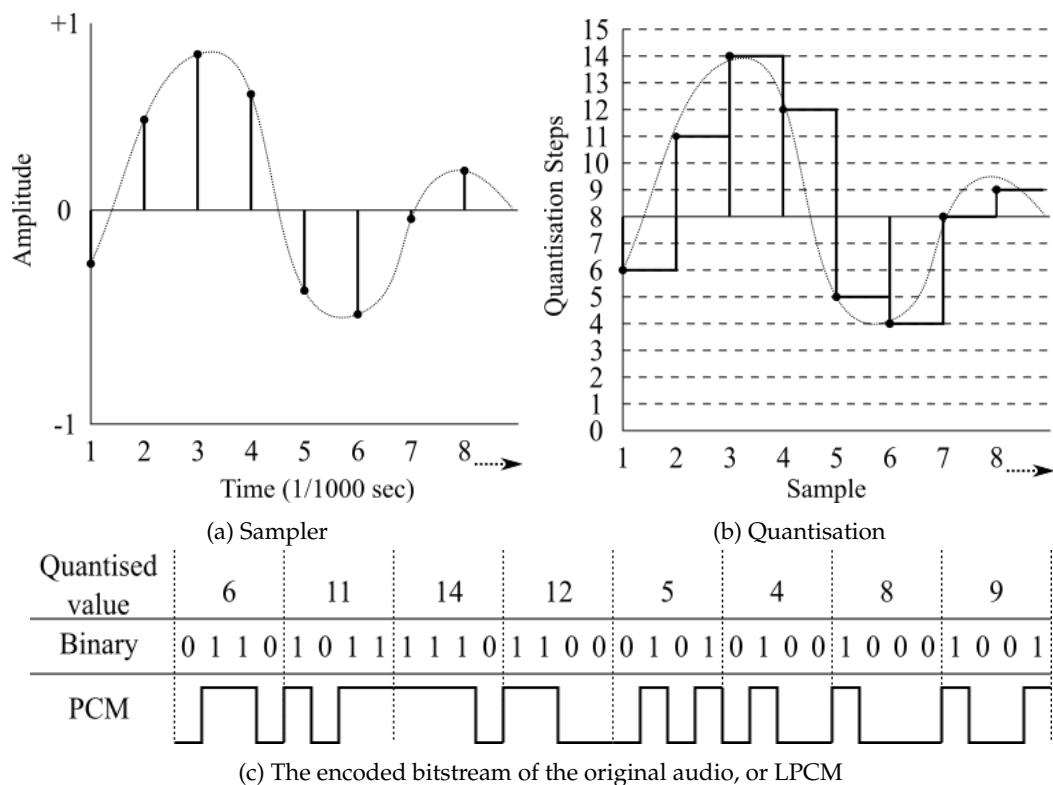 +1
0
-1
Amplitude
1 2 3 4 5 6 7 8
Time (1/1000 sec)
(a) Sampler
15
14
13
12
11
10
9
8
7
6
5
4
3
2
1
0
Quantisation Steps
1 2 3 4 5 6 7 8
Sample
(b) Quantisation
Quantised
value 6 11 14 12 5 4 8 9
Binary 0 1 1 0 1 0 1 1 1 1 1 0 1 1 0 0 0 1 0 1 0 1 0 0 1 0 0 0 1 0 0 1
PCM
(c) The encoded bitstream of the original audio, or LPCM